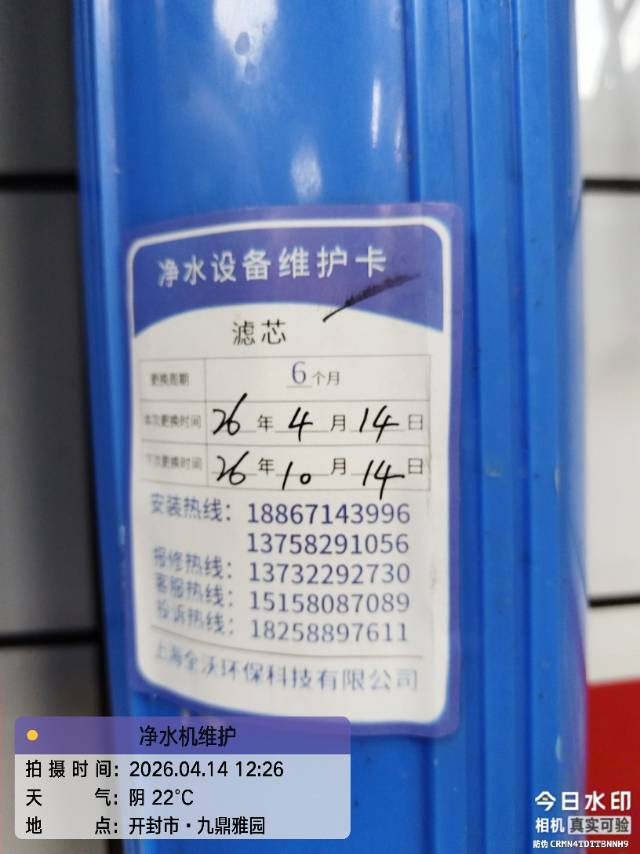 净水设备维护卡
滤芯
更换周期 6个月
本次更换时间 26年4月14日
下次更换时间 26年10月14日
安装热线：18867143996
13758291056
报修热线：13732292730
客服热线：15158087089
投诉热线：18258897611
上海全沃环保科技有限公司
净水机维护
拍摄时间：2026.04.14 12:26
天气：阴 22℃
地点：开封市·九鼎雅园
今日水印
相机 真实可验
防伪 CRMN4TDTTBNNH9